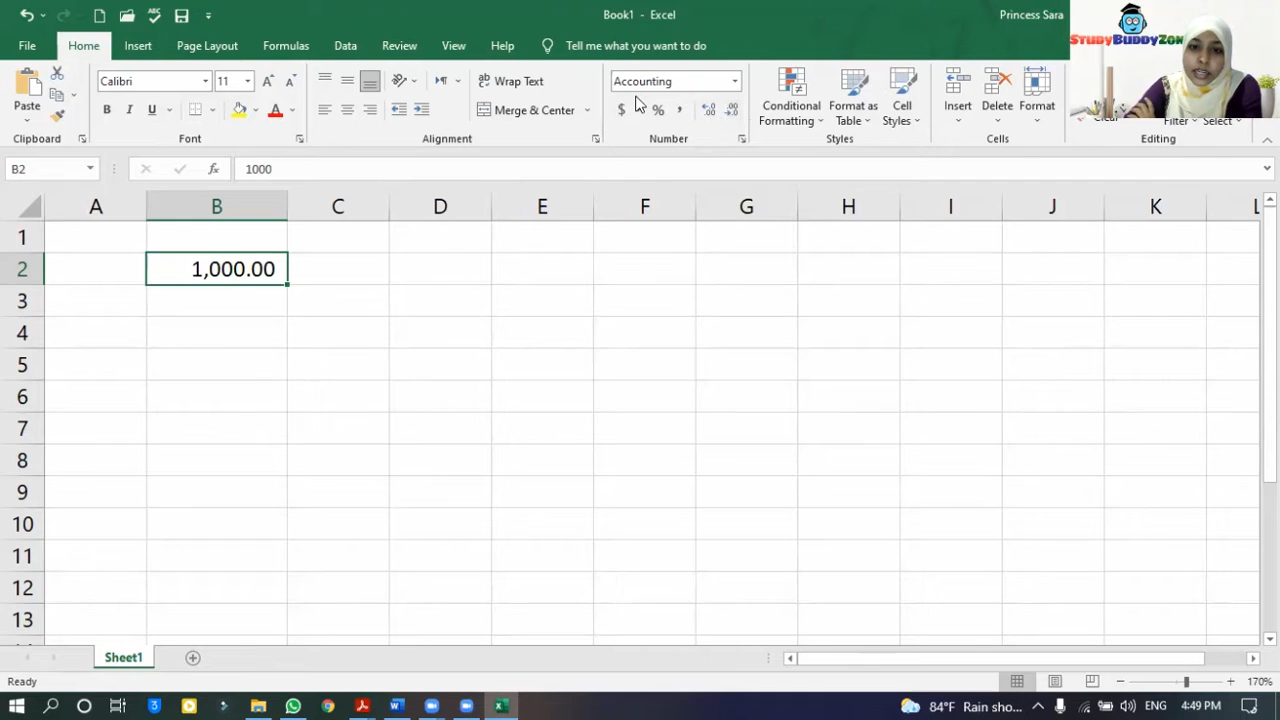 Book1 - Excel
Princess Sara
STUDYBUDDYZON
File Home Insert Page Layout Formulas Data Review View Help Tell me what you want to do
Calibri 11
Wrap Text
Accounting
Paste
B I U A
Merge & Center
$ % ,
Conditional Formatting
Format as Table
Cell Styles
Insert Delete Format
Clear
Filter
Select
Clipboard Font Alignment Number Styles Cells Editing
B2 fx 1000
A B C D E F G H I J K L
1
2 1,000.00
3
4
5
6
7
8
9
10
11
12
13
Sheet1
Ready 170%
84°F Rain sho... ENG 4:49 PM